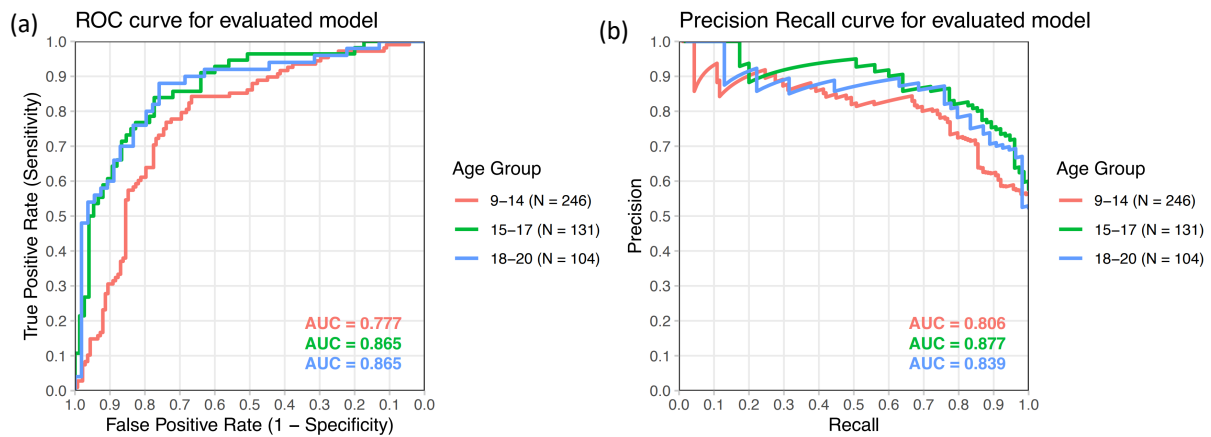 (a)
ROC curve for evaluated model
True Positive Rate (Sensitivity)
1.0
0.9
0.8
0.7
0.6
0.5
0.4
0.3
0.2
0.1
0.0
AUC = 0.777
AUC = 0.865
AUC = 0.865
1.0 0.9 0.8 0.7 0.6 0.5 0.4 0.3 0.2 0.1 0.0
False Positive Rate (1 − Specificity)
Age Group
9−14 (N = 246)
15−17 (N = 131)
18−20 (N = 104)
(b)
Precision Recall curve for evaluated model
Precision
1.0
0.9
0.8
0.7
0.6
0.5
0.4
0.3
0.2
0.1
0.0
AUC = 0.806
AUC = 0.877
AUC = 0.839
0.0 0.1 0.2 0.3 0.4 0.5 0.6 0.7 0.8 0.9 1.0
Recall
Age Group
9−14 (N = 246)
15−17 (N = 131)
18−20 (N = 104)